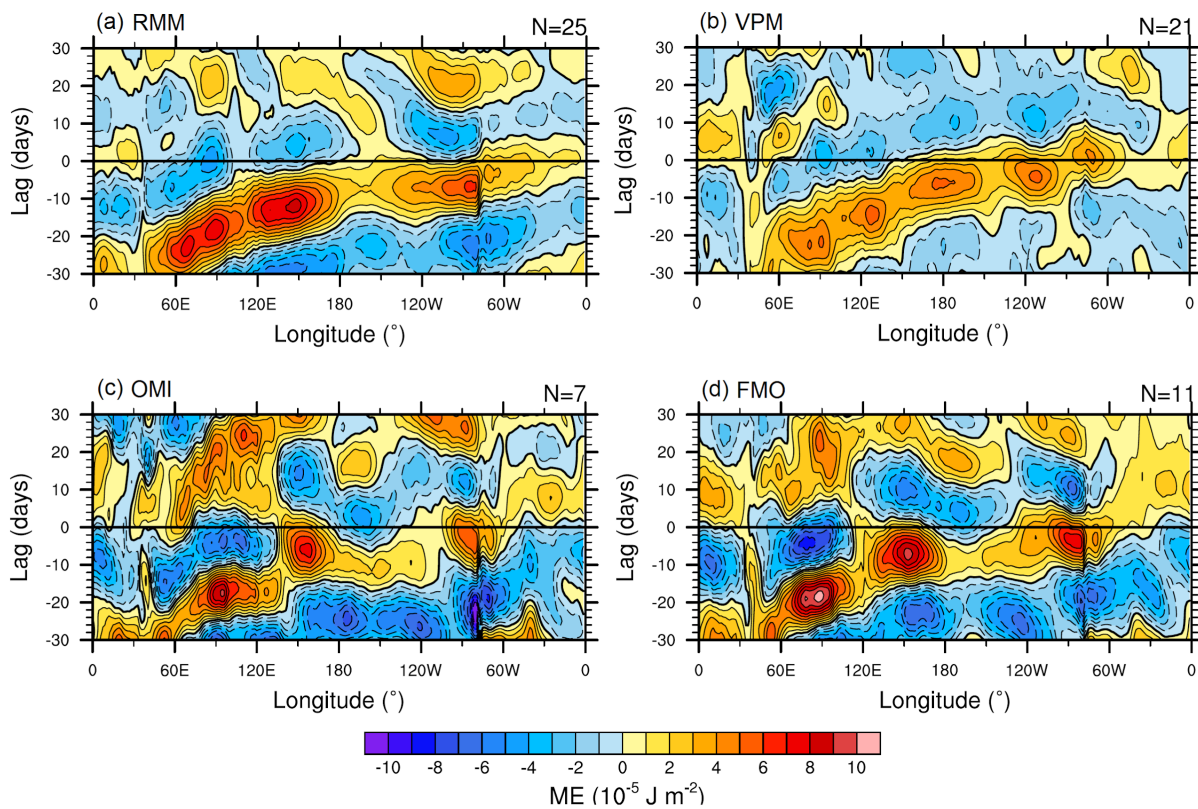 (a) RMM N=25
30
20
10
0
-10
-20
-30
Lag (days)
0 60E 120E 180 120W 60W 0
Longitude (°)
(b) VPM N=21
30
20
10
0
-10
-20
-30
Lag (days)
0 60E 120E 180 120W 60W 0
Longitude (°)
(c) OMI N=7
30
20
10
0
-10
-20
-30
Lag (days)
0 60E 120E 180 120W 60W 0
Longitude (°)
(d) FMO N=11
30
20
10
0
-10
-20
-30
Lag (days)
0 60E 120E 180 120W 60W 0
Longitude (°)
-10 -8 -6 -4 -2 0 2 4 6 8 10
ME (10⁻⁵ J m⁻²)